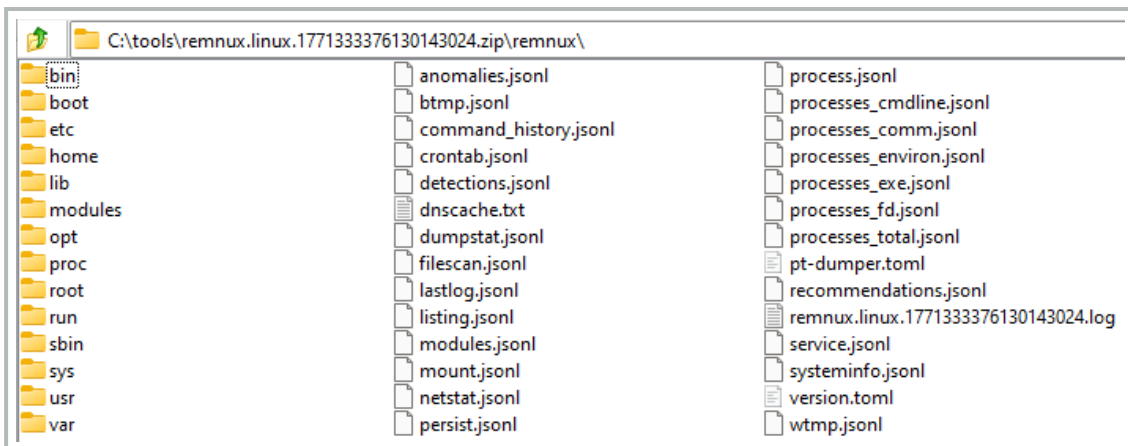 C:\tools\remnux.linux.1771333376130143024.zip\remnux\
bin
boot
etc
home
lib
modules
opt
proc
root
run
sbin
sys
usr
var
anomalies.jsonl
btmp.jsonl
command_history.jsonl
crontab.jsonl
detections.jsonl
dnscache.txt
dumpstat.jsonl
filescan.jsonl
lastlog.jsonl
listing.jsonl
modules.jsonl
mount.jsonl
netstat.jsonl
persist.jsonl
process.jsonl
processes_cmdline.jsonl
processes_comm.jsonl
processes_environ.jsonl
processes_exe.jsonl
processes_fd.jsonl
processes_total.jsonl
pt-dumper.toml
recommendations.jsonl
remnux.linux.1771333376130143024.log
service.jsonl
systeminfo.jsonl
version.toml
wtmp.jsonl